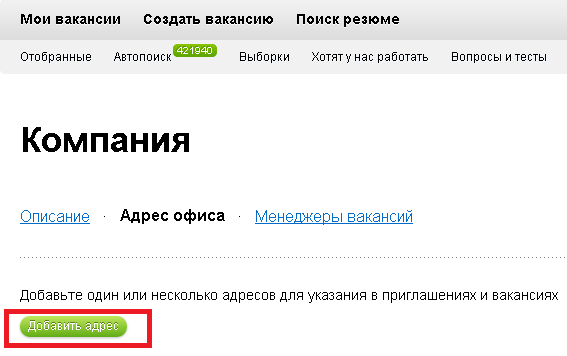 Мои вакансии Создать вакансию Поиск резюме
Отобранные Автопоиск 421940 Выборки Хотят у нас работать Вопросы и тесты
Компания
Описание · Адрес офиса · Менеджеры вакансий
Добавьте один или несколько адресов для указания в приглашениях и вакансиях
Добавить адрес